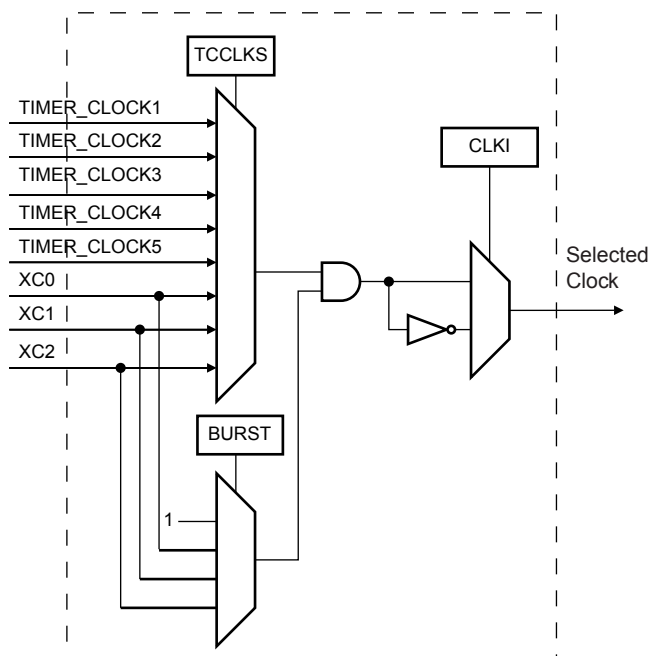 TCCLKS
TIMER_CLOCK1
TIMER_CLOCK2
TIMER_CLOCK3
TIMER_CLOCK4
TIMER_CLOCK5
XC0
XC1
XC2
CLKI
Selected
Clock
BURST
1